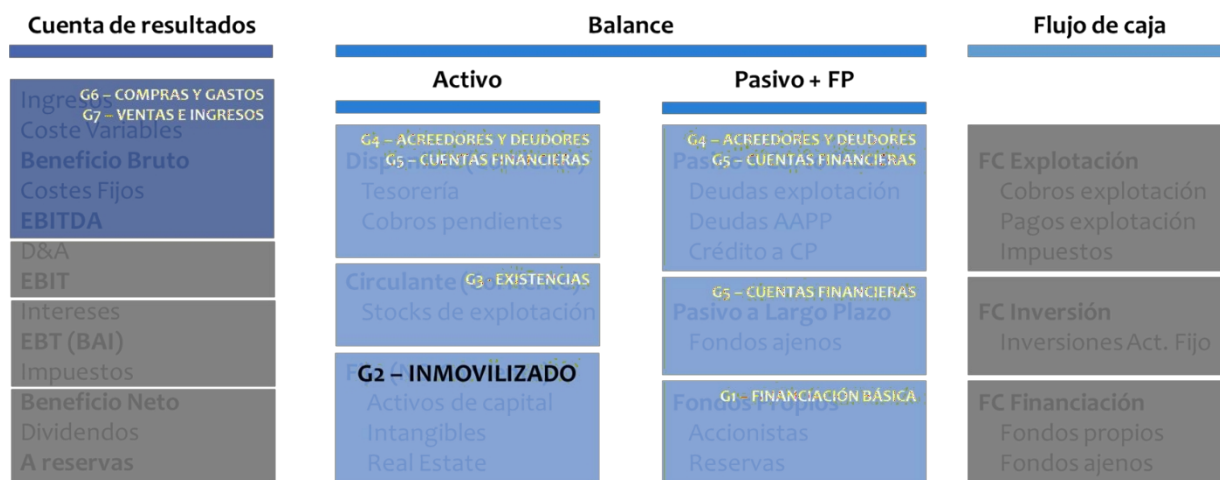 Cuenta de resultados
G6 – COMPRAS Y GASTOS
Ingresos
G7 – VENTAS E INGRESOS
Coste Variables
Beneficio Bruto
Costes Fijos
EBITDA
D&A
EBIT
Intereses
EBT (BAI)
Impuestos
Beneficio Neto
Dividendos
A reservas
Balance
Activo
G4 – ACREEDORES Y DEUDORES
G5 – CUENTAS FINANCIERAS
Tesorería
Cobros pendientes
G3 – EXISTENCIAS
Circulante
Stocks de explotación
G2 – INMOVILIZADO
Activos de capital
Intangibles
Real Estate
Pasivo + FP
G4 – ACREEDORES Y DEUDORES
G5 – CUENTAS FINANCIERAS
Deudas explotación
Deudas AAPP
Crédito a CP
G5 – CUENTAS FINANCIERAS
Pasivo a Largo Plazo
Fondos ajenos
G1 – FINANCIACIÓN BÁSICA
Fondos Propios
Accionistas
Reservas
Flujo de caja
FC Explotación
Cobros explotación
Pagos explotación
Impuestos
FC Inversión
Inversiones Act. Fijo
FC Financiación
Fondos propios
Fondos ajenos